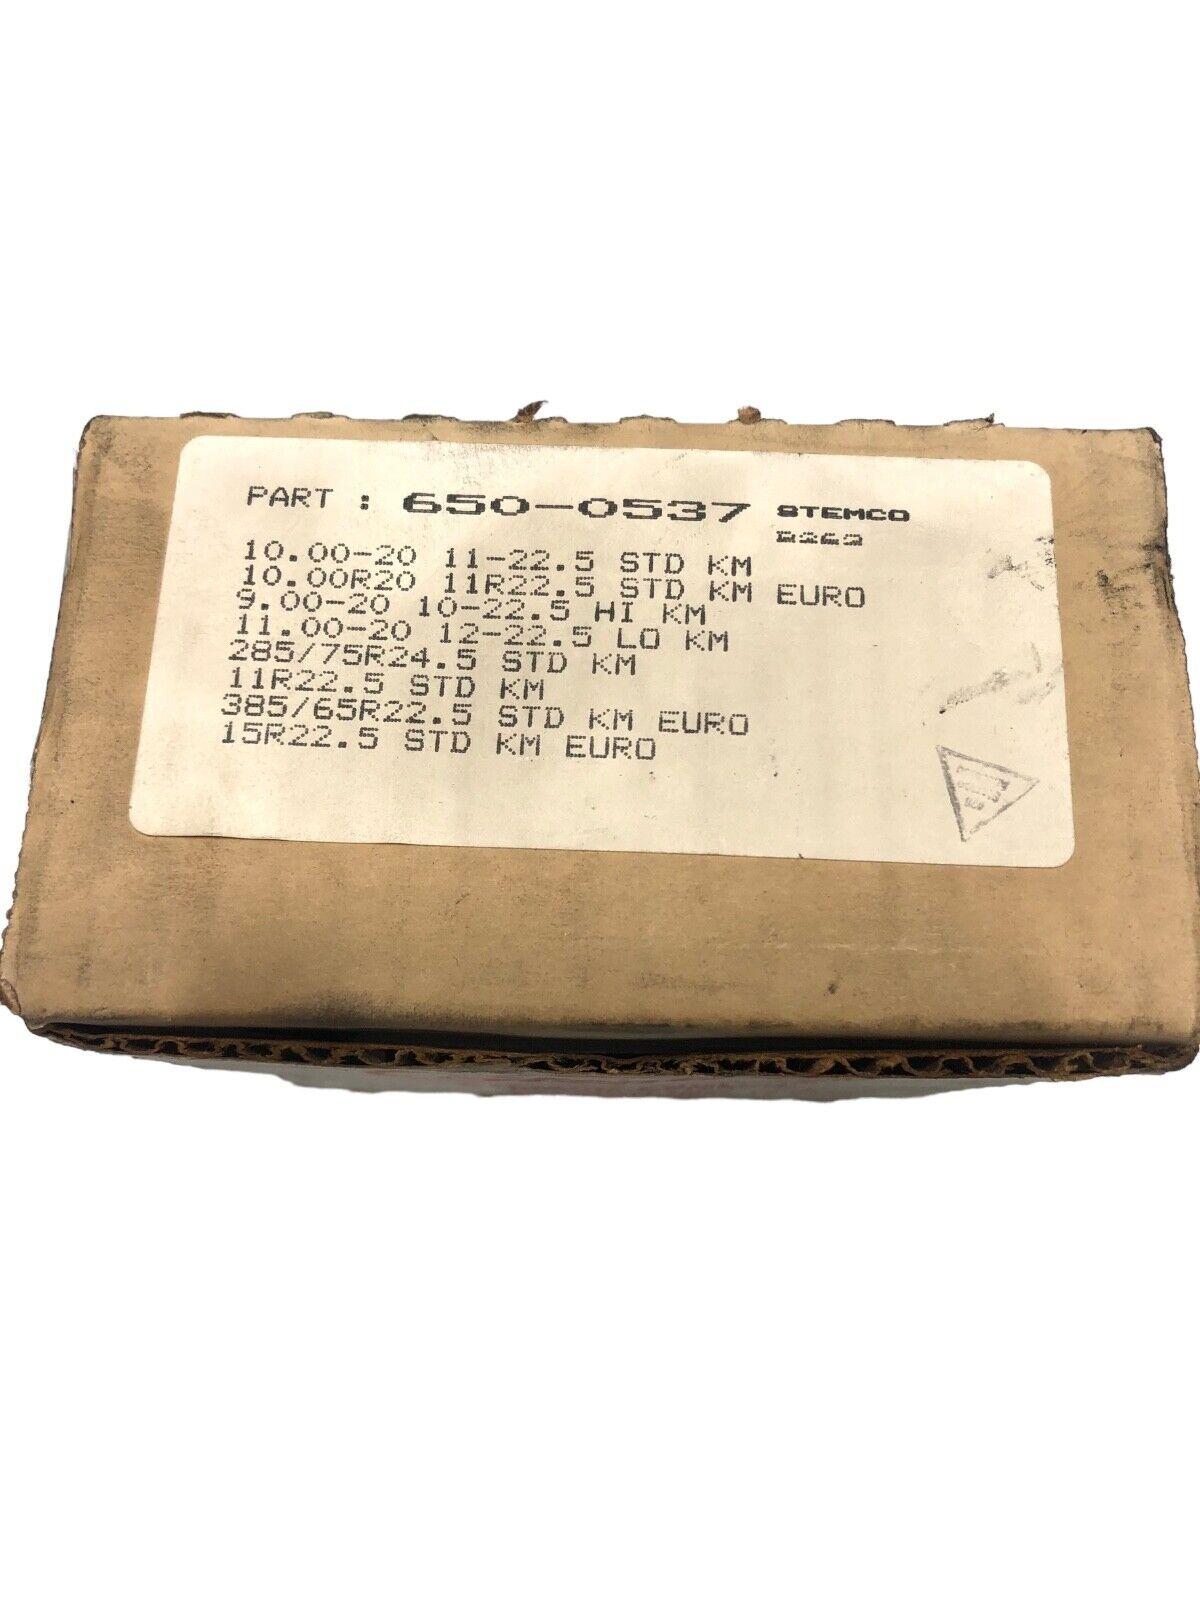 PART : 650-0537 STEMCO
10.00-20 11-22.5 STD KM
10.00R20 11R22.5 STD KM EURO
9.00-20 10-22.5 HI KM
11.00-20 12-22.5 LO KM
285/75R24.5 STD KM
11R22.5 STD KM
385/65R22.5 STD KM EURO
15R22.5 STD KM EURO